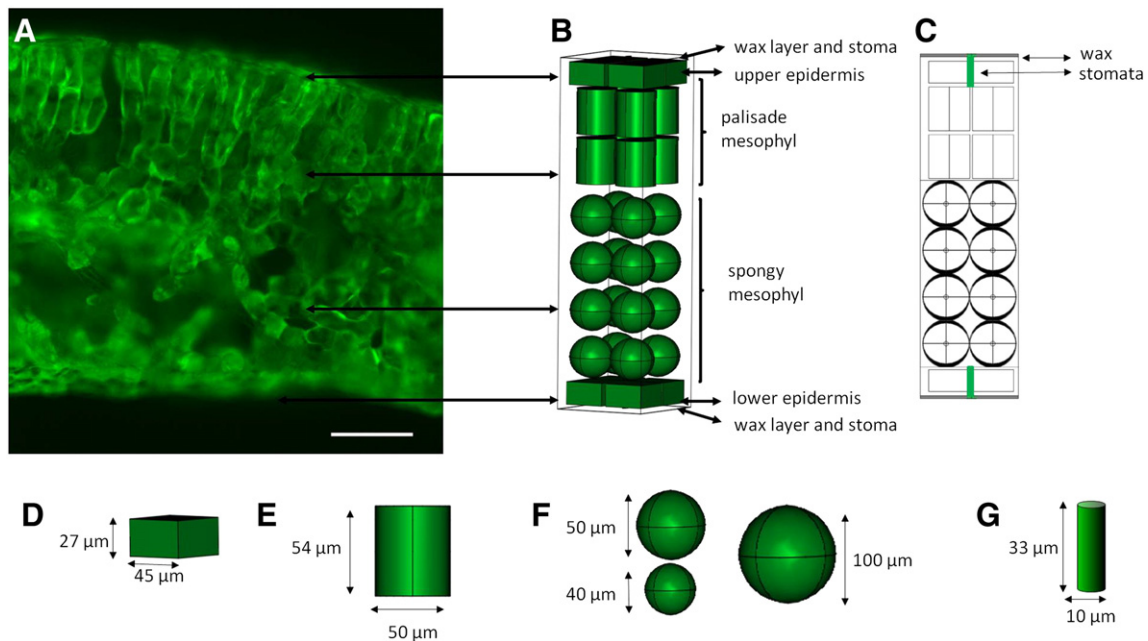 A
B
C
wax layer and stoma
upper epidermis
palisade
mesophyl
spongy
mesophyl
lower epidermis
wax layer and stoma
wax
stomata
D
27 µm
45 µm
E
54 µm
50 µm
F
50 µm
40 µm
100 µm
G
33 µm
10 µm